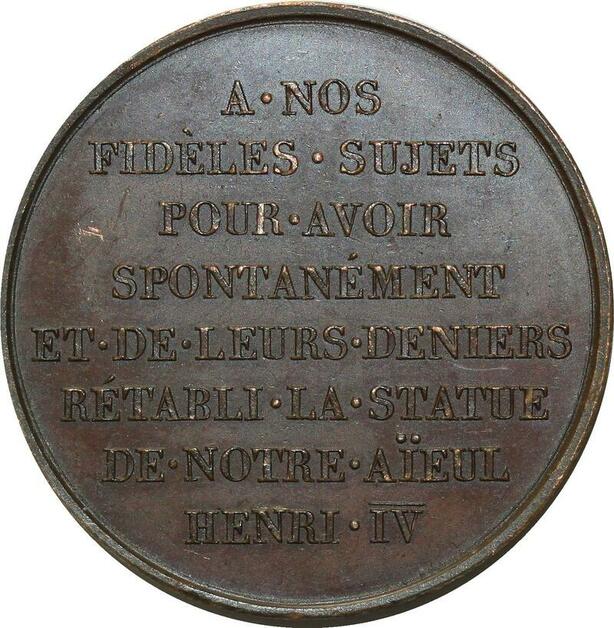 A·NOS
FIDÈLES·SUJETS
POUR·AVOIR
SPONTANÉMENT
ET·DE·LEURS·DENIERS
RÉTABLI·LA·STATUE
DE·NOTRE·AÏEUL
HENRI·IV